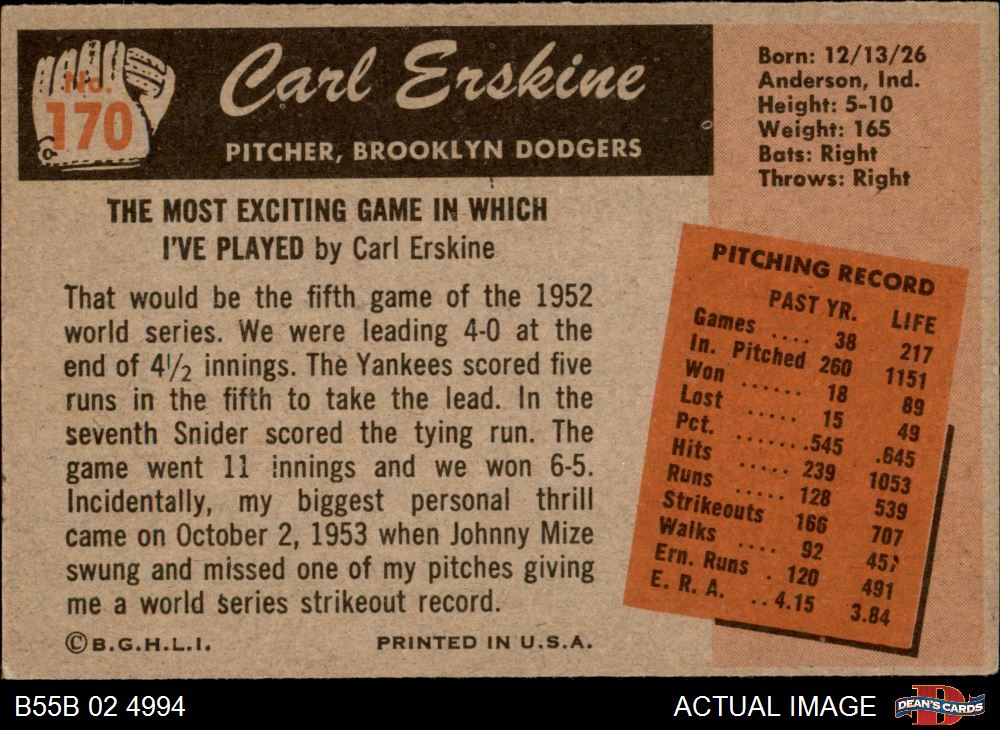 No.
170
Carl Erskine
PITCHER, BROOKLYN DODGERS
Born: 12/13/26
Anderson, Ind.
Height: 5-10
Weight: 165
Bats: Right
Throws: Right
THE MOST EXCITING GAME IN WHICH
I'VE PLAYED by Carl Erskine
That would be the fifth game of the 1952
world series. We were leading 4-0 at the
end of 4½ innings. The Yankees scored five
runs in the fifth to take the lead. In the
seventh Snider scored the tying run. The
game went 11 innings and we won 6-5.
Incidentally, my biggest personal thrill
came on October 2, 1953 when Johnny Mize
swung and missed one of my pitches giving
me a world series strikeout record.
©B.G.H.L.I. PRINTED IN U.S.A.
PITCHING RECORD
PAST YR. LIFE
Games .... 38 217
In. Pitched 260 1151
Won ...... 18 89
Lost ..... 15 49
Pct. .......545 .645
Hits ..... 239 1053
Runs ..... 128 539
Strikeouts 166 707
Walks .... 92 457
Ern. Runs . 120 491
E. R. A. ..4.15 3.84
B55B 02 4994 ACTUAL IMAGE DEAN'S CARDS